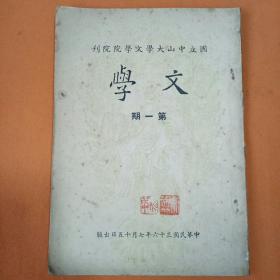 國立中山大學文學院院刊
文學
第一期
中華民國三十六年七月十五日出版